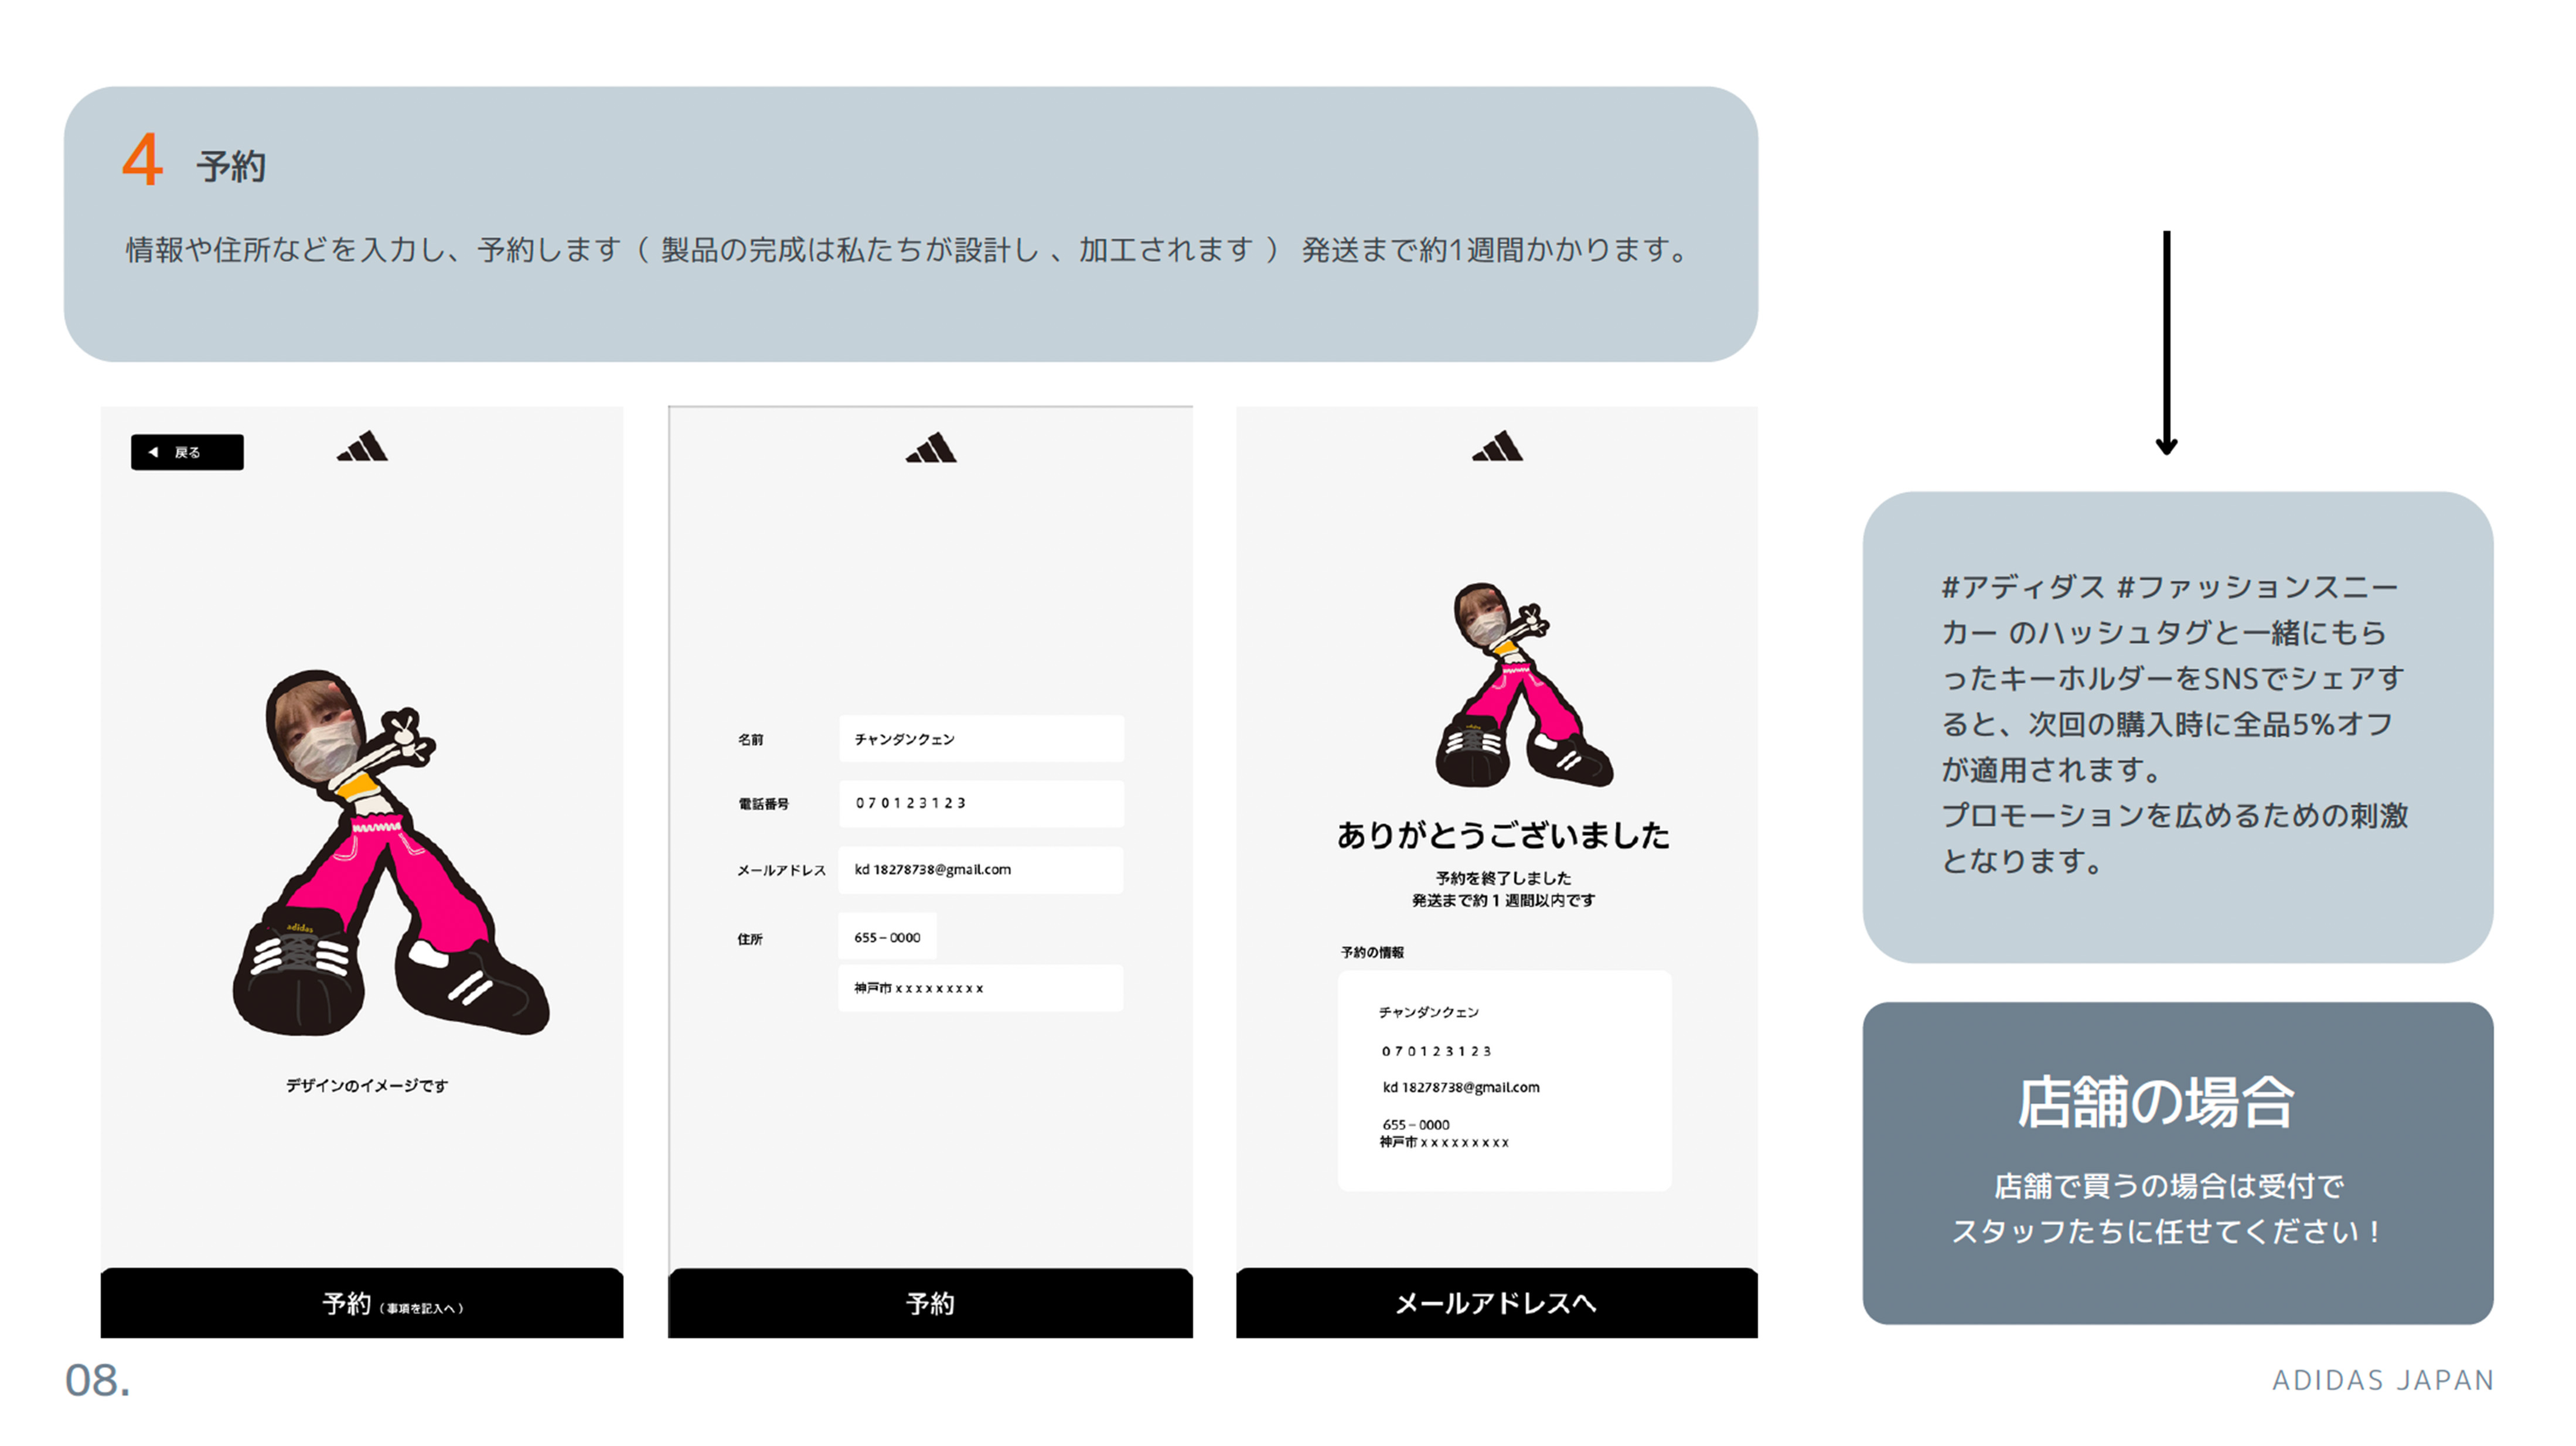 4 予約
情報や住所などを入力し、予約します（ 製品の完成は私たちが設計し 、加工されます ） 発送まで約1週間かかります。
◀ 戻る
adidas
デザインのイメージです
予約 ( 事項を記入へ )
名前 チャンダンクェン
電話番号 0 7 0 1 2 3 1 2 3
メールアドレス kd 18278738@gmail.com
住所 655 – 0000
神戸市 x x x x x x x x x
予約
ありがとうございました
予約を終了しました
発送まで約 1 週間以内です
予約の情報
チャンダンクェン
0 7 0 1 2 3 1 2 3
kd 18278738@gmail.com
655 – 0000
神戸市 x x x x x x x x x
メールアドレスへ
#アディダス #ファッションスニー
カー のハッシュタグと一緒にもら
ったキーホルダーをSNSでシェアす
ると、次回の購入時に全品5%オフ
が適用されます。
プロモーションを広めるための刺激
となります。
店舗の場合
店舗で買うの場合は受付で
スタッフたちに任せてください！
08.
ADIDAS JAPAN